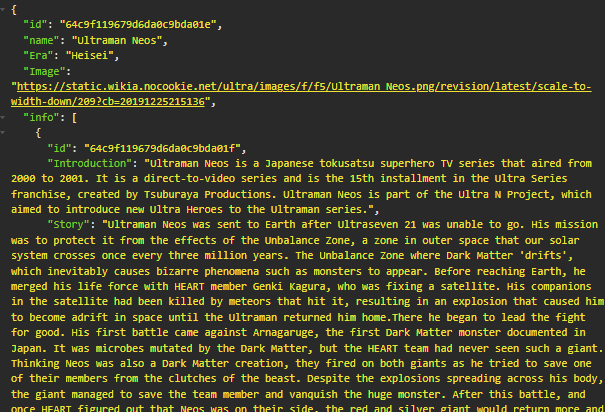 {
"id": "64c9f119679d6da0c9bda01e",
"name": "Ultraman Neos",
"Era": "Heisei",
"Image":
"https://static.wikia.nocookie.net/ultra/images/f/f5/Ultraman_Neos.png/revision/latest/scale-to-
width-down/209?cb=20191225215136",
"info": [
{
"id": "64c9f119679d6da0c9bda01f",
"Introduction": "Ultraman Neos is a Japanese tokusatsu superhero TV series that aired from
2000 to 2001. It is a direct-to-video series and is the 15th installment in the Ultra Series
franchise, created by Tsuburaya Productions. Ultraman Neos is part of the Ultra N Project, which
aimed to introduce new Ultra Heroes to the Ultraman series.",
"Story": "Ultraman Neos was sent to Earth after Ultraseven 21 was unable to go. His mission
was to protect it from the effects of the Unbalance Zone, a zone in outer space that our solar
system crosses once every three million years. The Unbalance Zone where Dark Matter 'drifts',
which inevitably causes bizarre phenomena such as monsters to appear. Before reaching Earth, he
merged his life force with HEART member Genki Kagura, who was fixing a satellite. His companions
in the satellite had been killed by meteors that hit it, resulting in an explosion that caused him
to become adrift in space until the Ultraman returned him home.There he began to lead the fight
for good. His first battle came against Arnagaruge, the first Dark Matter monster documented in
Japan. It was microbes mutated by the Dark Matter, but the HEART team had never seen such a giant.
Thinking Neos was also a Dark Matter creation, they fired on both giants as he tried to save one
of their members from the clutches of the beast. Despite the explosions spreading across his body,
the giant managed to save the team member and vanquish the huge monster. After this battle, and
once HEART figured out that Neos was on their side, the red and silver giant would return more and